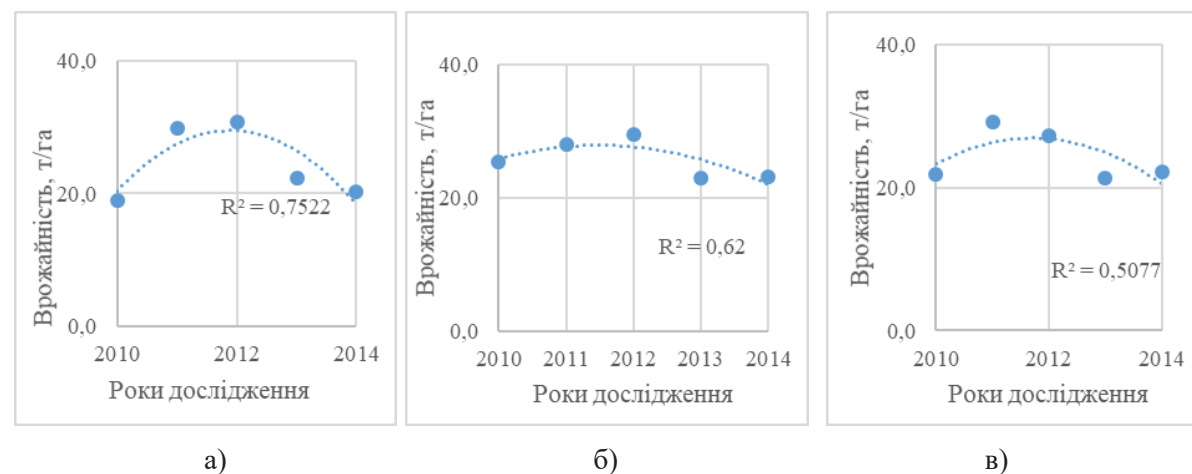 40,0
20,0
0,0
Врожайність, т/га
R² = 0,7522
2010 2012 2014
Роки дослідження
а)
40,0
20,0
0,0
Врожайність, т/га
R² = 0,62
2010 2011 2012 2013 2014
Роки дослідження
б)
40,0
20,0
0,0
Врожайність, т/га
R² = 0,5077
2010 2012 2014
Роки дослідження
в)